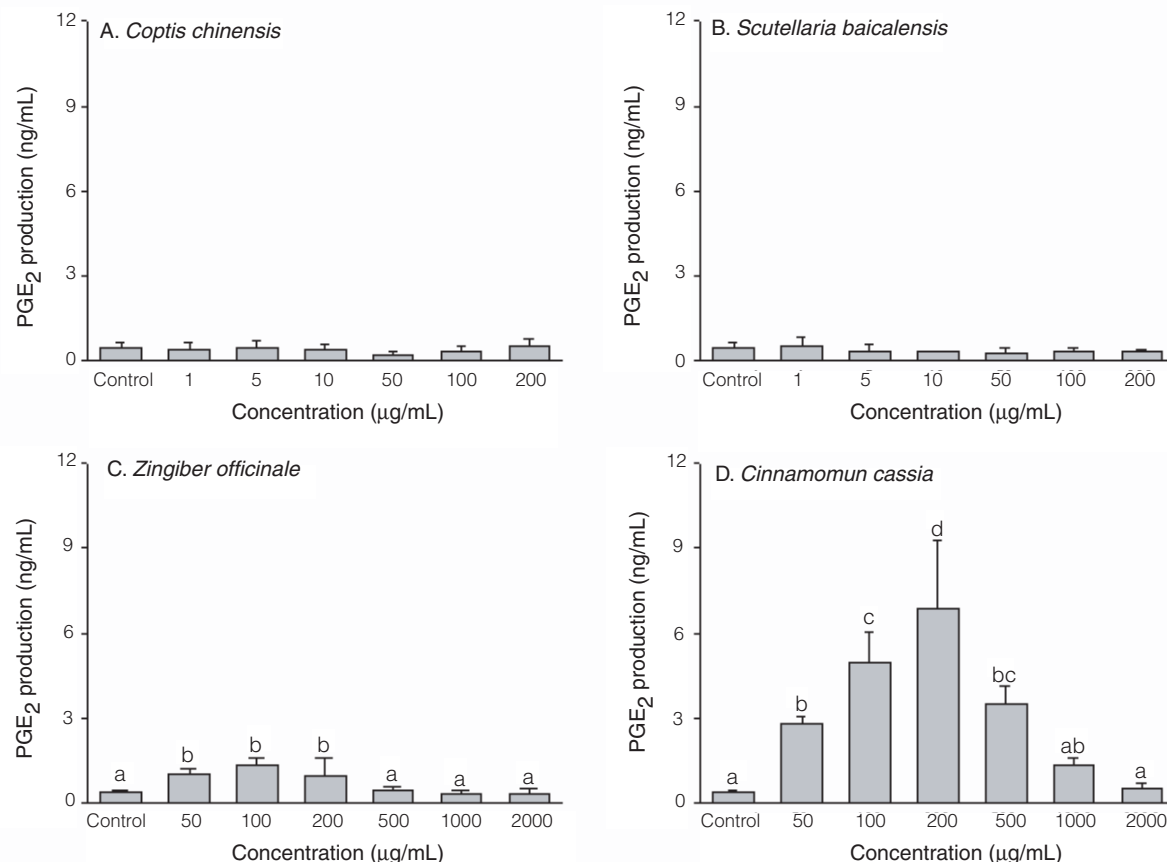 A. Coptis chinensis
PGE2 production (ng/mL)
12
9
6
3
0
Control 1 5 10 50 100 200
Concentration (μg/mL)
B. Scutellaria baicalensis
PGE2 production (ng/mL)
12
9
6
3
0
Control 1 5 10 50 100 200
Concentration (μg/mL)
C. Zingiber officinale
PGE2 production (ng/mL)
12
9
6
3
0
a b b b a a a
Control 50 100 200 500 1000 2000
Concentration (μg/mL)
D. Cinnamomun cassia
PGE2 production (ng/mL)
12
9
6
3
0
a b c d bc ab a
Control 50 100 200 500 1000 2000
Concentration (μg/mL)